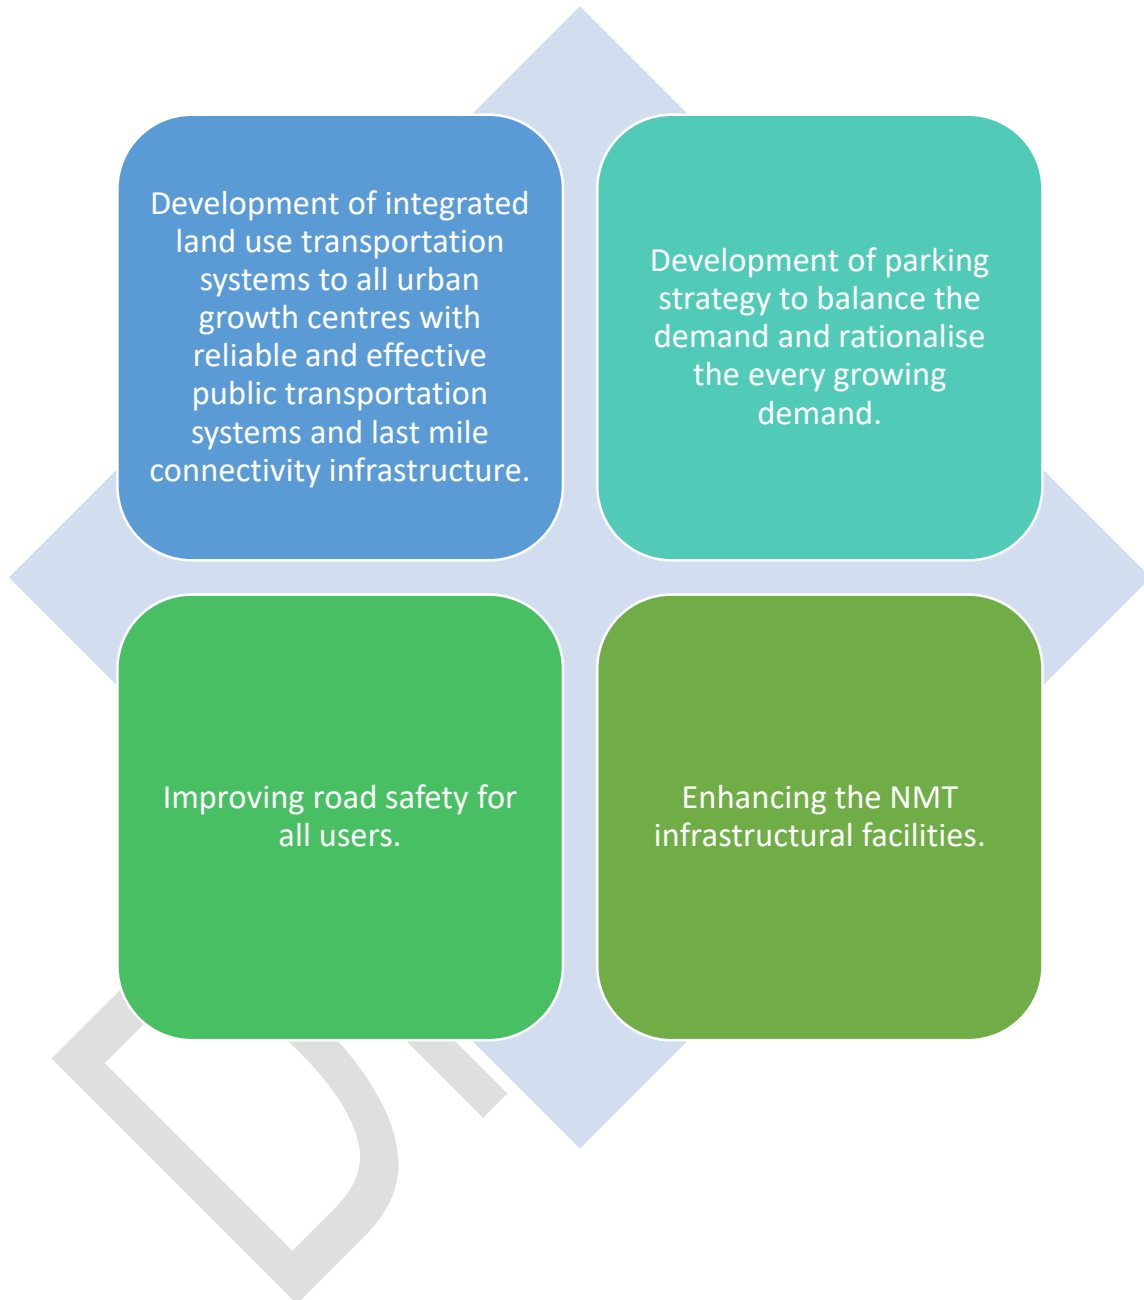 Development of integrated
land use transportation
systems to all urban
growth centres with
reliable and effective
public transportation
systems and last mile
connectivity infrastructure.
Development of parking
strategy to balance the
demand and rationalise
the every growing
demand.
Improving road safety for
all users.
Enhancing the NMT
infrastructural facilities.